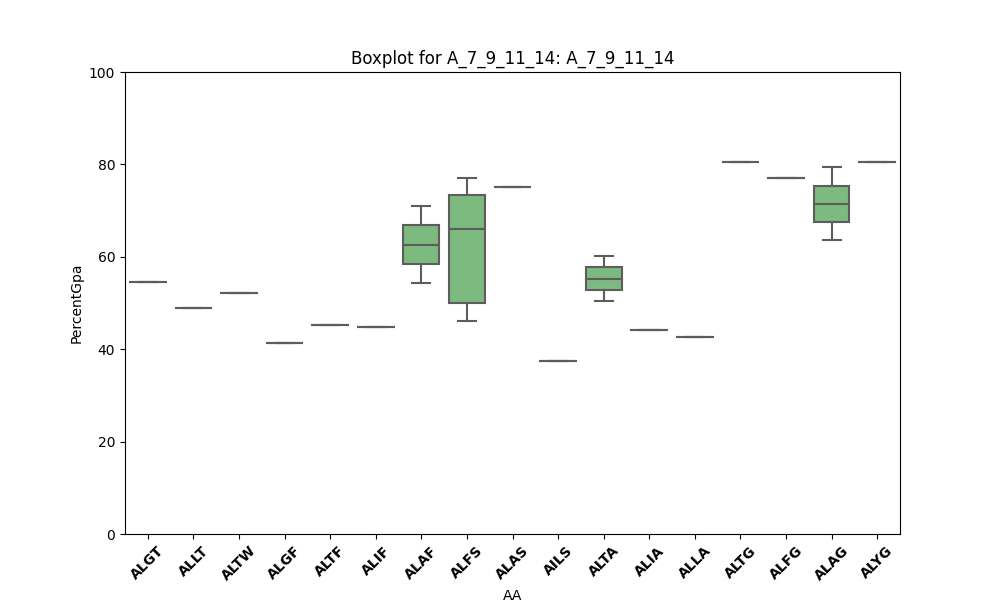 Boxplot for A_7_9_11_14: A_7_9_11_14
100
80
60
40
20
0
PercentGpa
ALGT ALLT ALTW ALGF ALTF ALIF ALAF ALFS ALAS AILS ALTA ALIA ALLA ALTG ALFG ALAG ALYG
AA